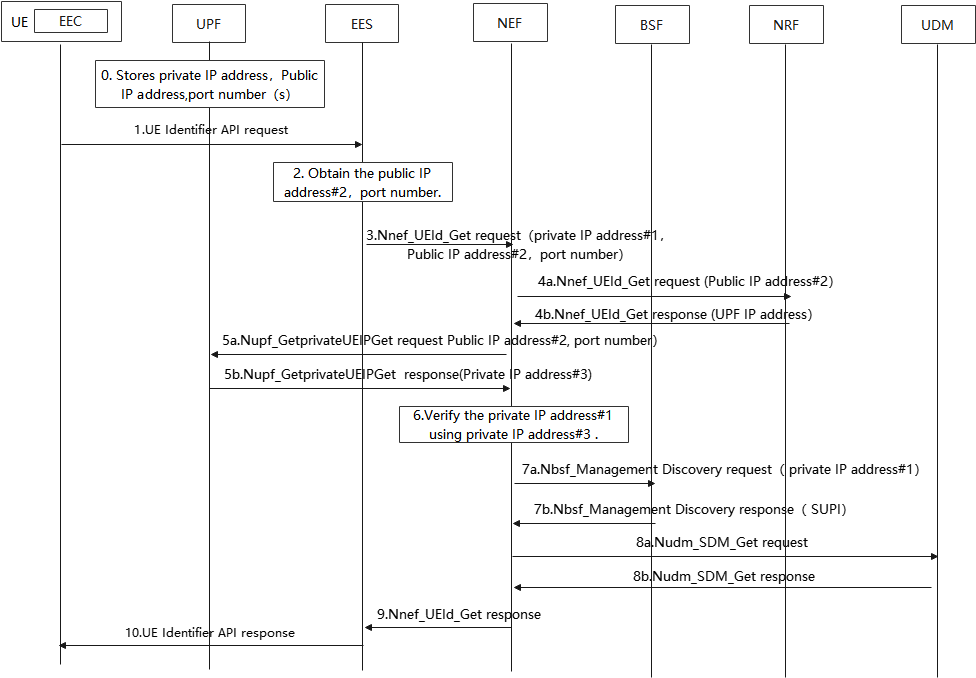 UE EEC UPF EES NEF BSF NRF UDM
0. Stores private IP address，Public
IP address,port number（s）
1.UE Identifier API request
2. Obtain the public IP
address#2，port number.
3.Nnef_UEId_Get request（private IP address#1，
Public IP address#2，port number）
4a.Nnef_UEId_Get request (Public IP address#2）
4b.Nnef_UEId_Get response (UPF IP address）
5a.Nupf_GetprivateUEIPGet request Public IP address#2, port number）
5b.Nupf_GetprivateUEIPGet response(Private IP address#3)
6.Verify the private IP address#1
using private IP address#3 .
7a.Nbsf_Management Discovery request（ private IP address#1）
7b.Nbsf_Management Discovery response（ SUPI）
8a.Nudm_SDM_Get request
8b.Nudm_SDM_Get response
9.Nnef_UEId_Get response
10.UE Identifier API response